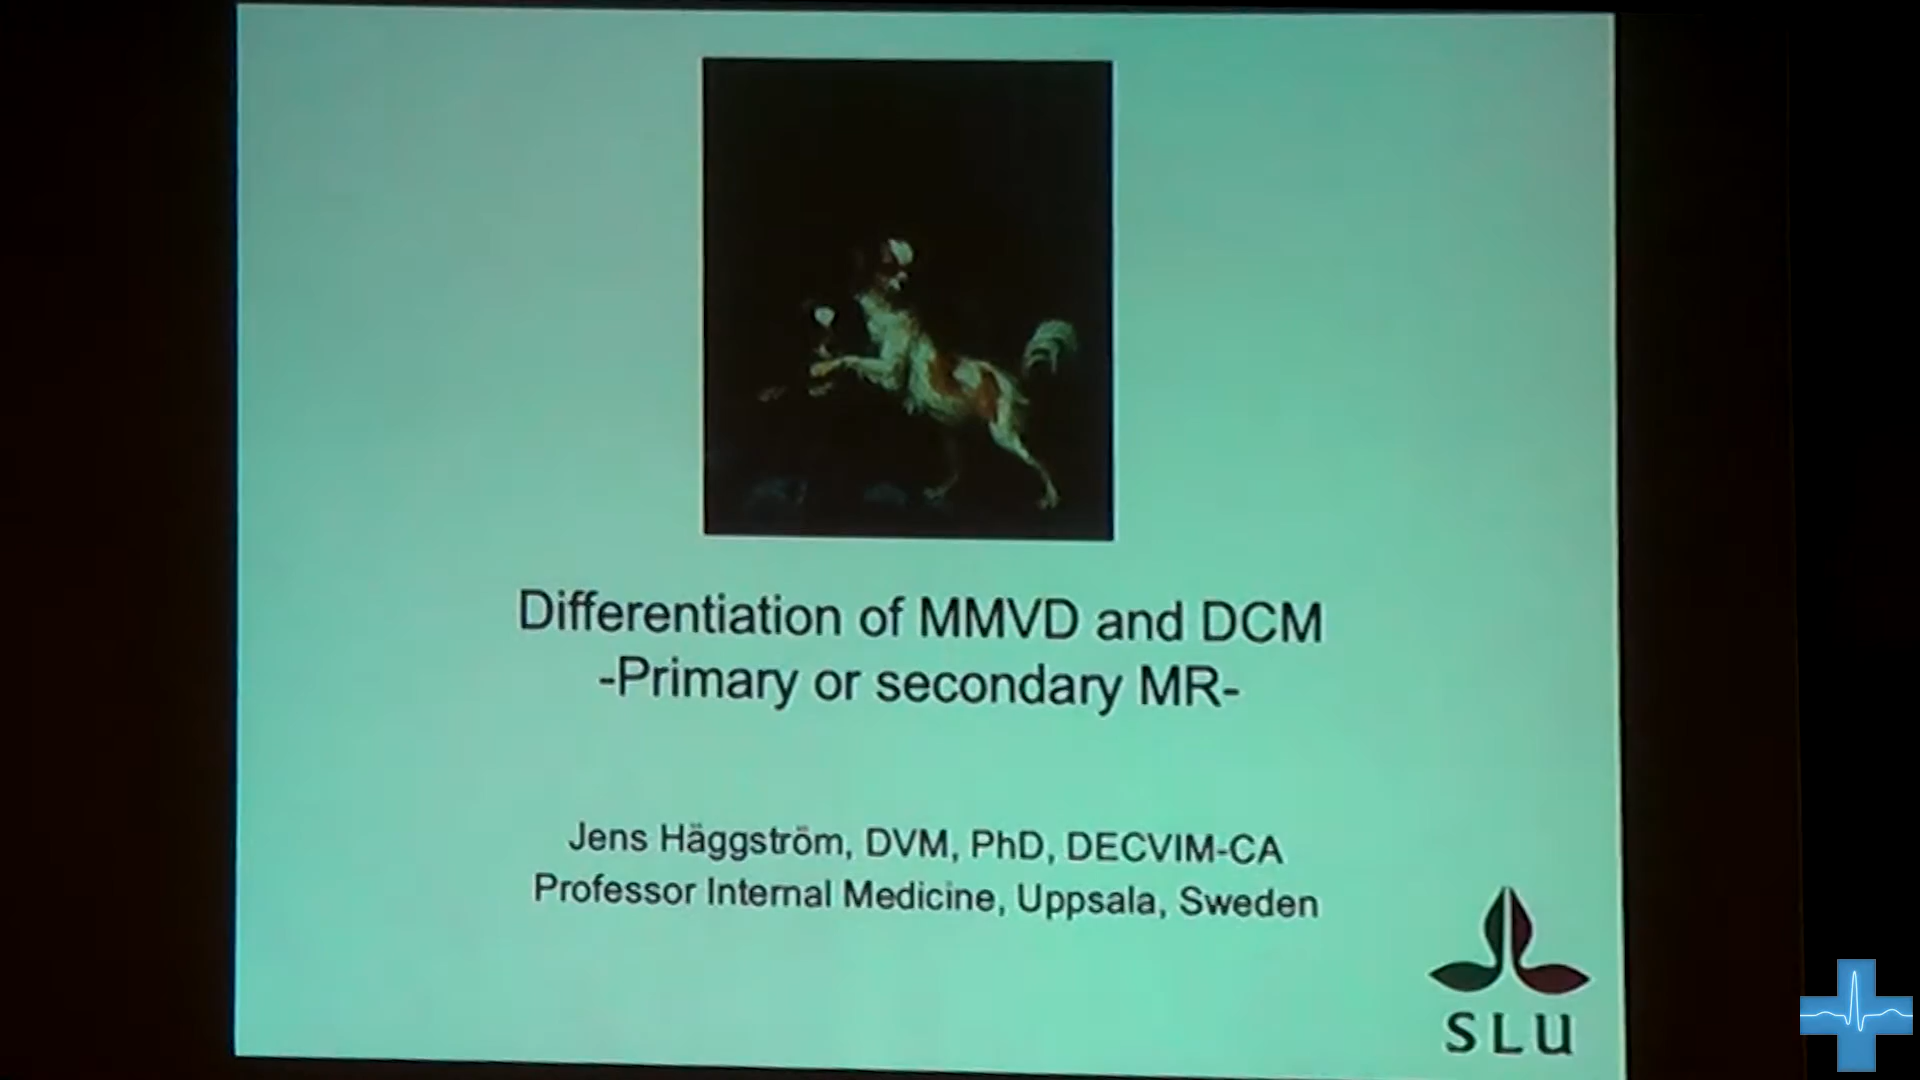 Differentiation of MMVD and DCM
-Primary or secondary MR-
Jens Häggström, DVM, PhD, DECVIM-CA
Professor Internal Medicine, Uppsala, Sweden
SLU